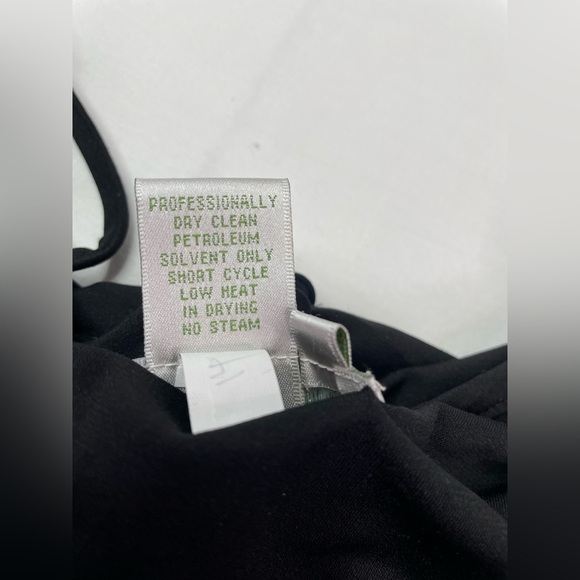 PROFESSIONALLY
DRY CLEAN
PETROLEUM
SOLVENT ONLY
SHORT CYCLE
LOW HEAT
IN DRYING
NO STEAM